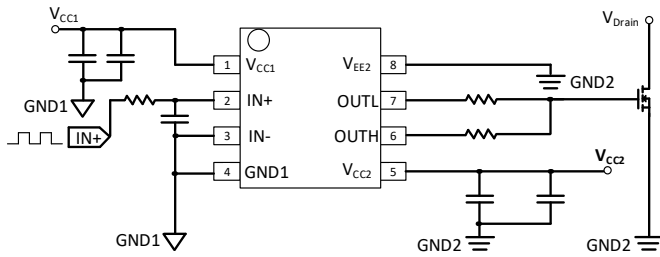 VCC1
VDrain
1 VCC1 VEE2 8
GND2
GND1
2 IN+ OUTL 7
IN+
3 IN- OUTH 6
VCC2
4 GND1 VCC2 5
GND1
GND2
GND2